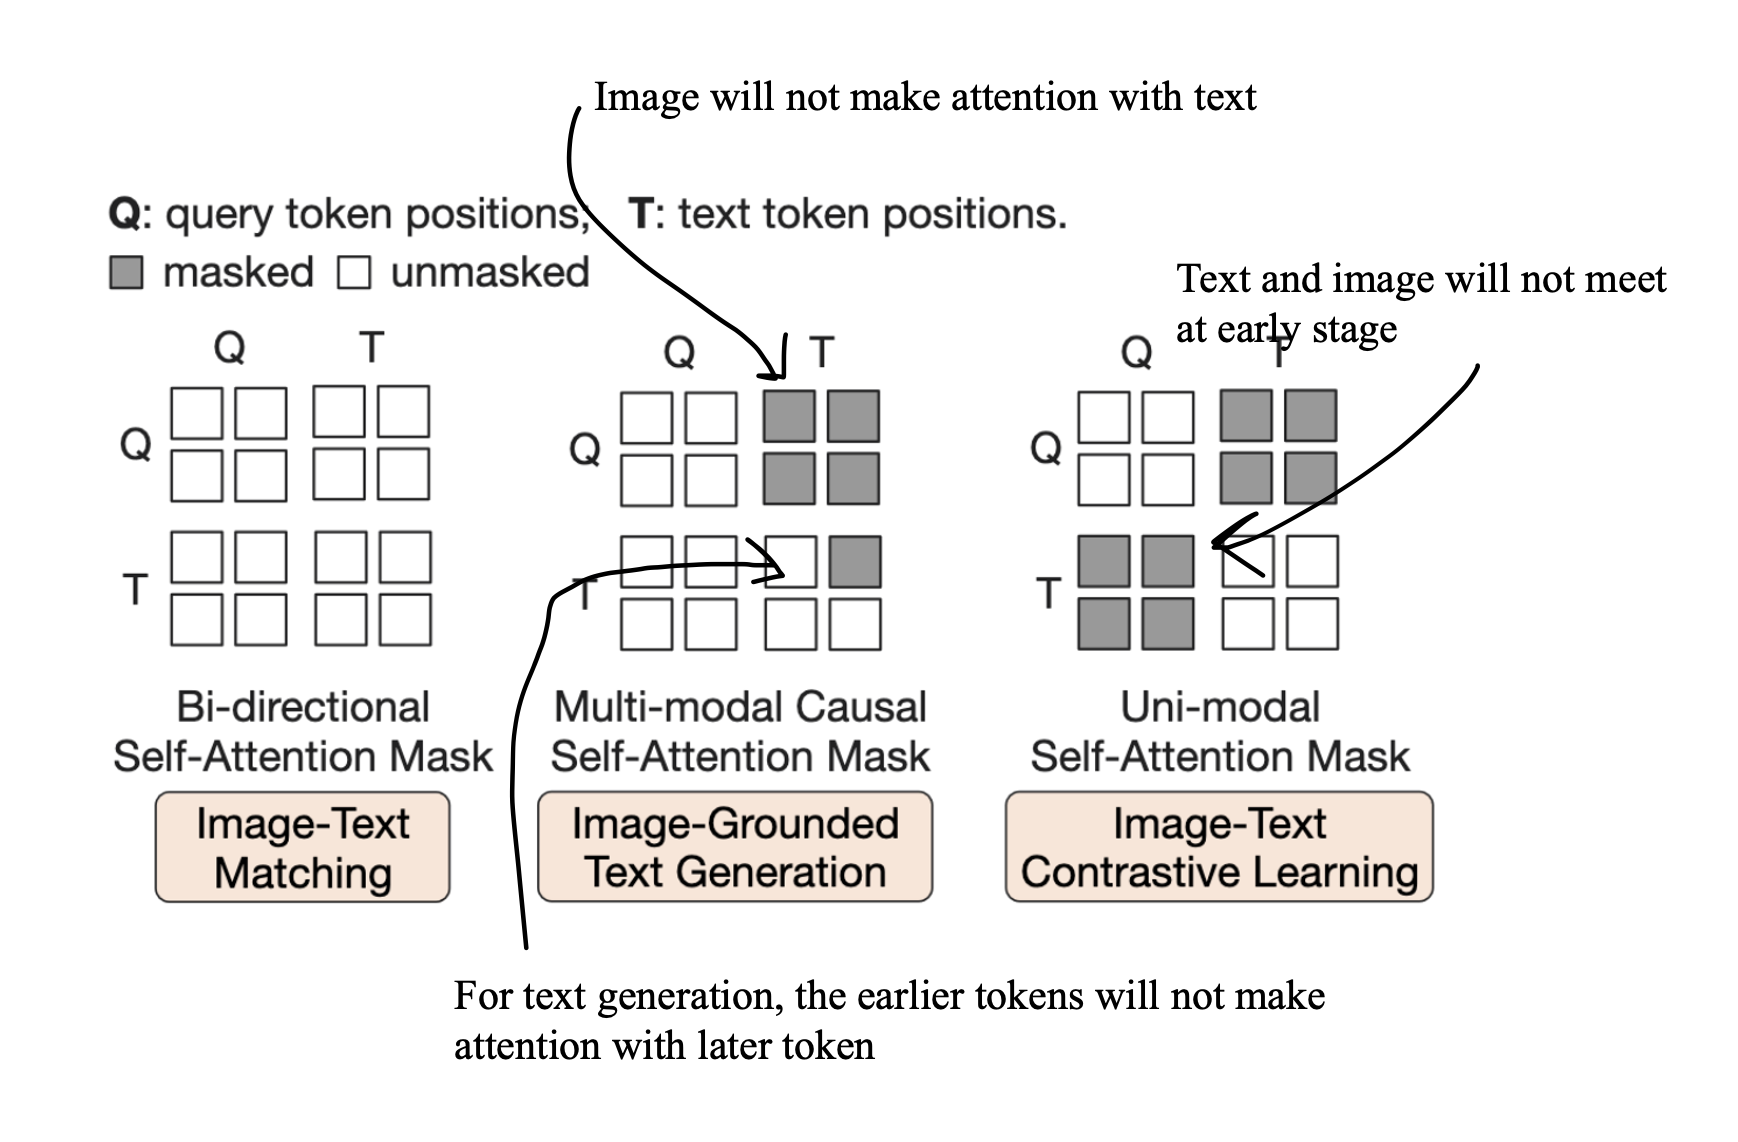 Image will not make attention with text
Q: query token positions; T: text token positions.
masked unmasked
Text and image will not meet
at early stage
Q T
Q
T
Q T
Q
T
Q T
Q
T
Bi-directional
Self-Attention Mask
Multi-modal Causal
Self-Attention Mask
Uni-modal
Self-Attention Mask
Image-Text
Matching
Image-Grounded
Text Generation
Image-Text
Contrastive Learning
For text generation, the earlier tokens will not make
attention with later token